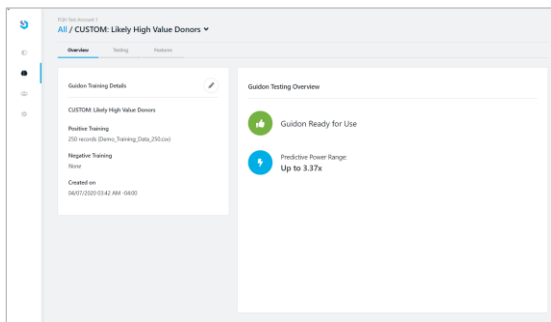 All / CUSTOM: Likely High Value Donors
Overview
Testing
Features
Guidon Training Details
CUSTOM: Likely High Value Donors
Positive Training
250 records (Demo_Training_Data_250.csv)
Negative Training
None
Created on
04/07/2020 03:42 AM -04:00
Guidon Testing Overview
Guidon Ready for Use
Predictive Power Range:
Up to 3.37x